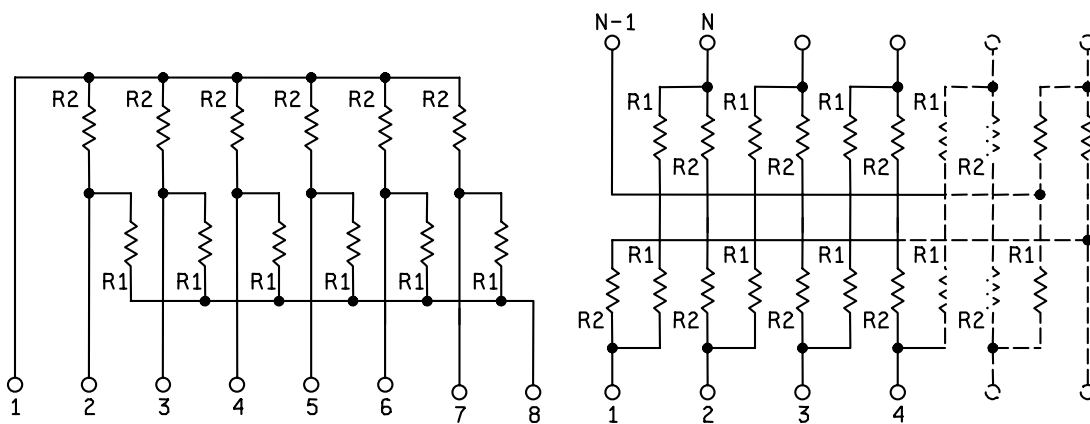 R2 R2 R2 R2 R2 R2
R1 R1 R1 R1 R1 R1
1 2 3 4 5 6 7 8
N-1 N
R1 R1 R1 R1
R2 R2 R2 R2
R1 R1 R1 R1 R1
R2 R2 R2 R2 R2
1 2 3 4